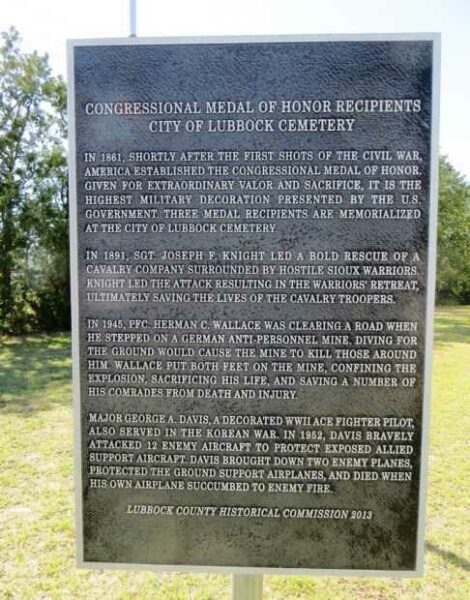 CONGRESSIONAL MEDAL OF HONOR RECIPIENTS
CITY OF LUBBOCK CEMETERY
IN 1861, SHORTLY AFTER THE FIRST SHOTS OF THE CIVIL WAR,
AMERICA ESTABLISHED THE CONGRESSIONAL MEDAL OF HONOR.
GIVEN FOR EXTRAORDINARY VALOR AND SACRIFICE, IT IS THE
HIGHEST MILITARY DECORATION PRESENTED BY THE U.S.
GOVERNMENT. THREE MEDAL RECIPIENTS ARE MEMORIALIZED
AT THE CITY OF LUBBOCK CEMETERY.
IN 1891, SGT. JOSEPH F. KNIGHT LED A BOLD RESCUE OF A
CAVALRY COMPANY SURROUNDED BY HOSTILE SIOUX WARRIORS.
KNIGHT LED THE ATTACK RESULTING IN THE WARRIORS' RETREAT,
ULTIMATELY SAVING THE LIVES OF THE CAVALRY TROOPERS.
IN 1945, PFC. HERMAN C. WALLACE WAS CLEARING A ROAD WHEN
HE STEPPED ON A GERMAN ANTI-PERSONNEL MINE. DIVING FOR
THE GROUND WOULD CAUSE THE MINE TO KILL THOSE AROUND
HIM. WALLACE PUT BOTH FEET ON THE MINE, CONFINING THE
EXPLOSION, SACRIFICING HIS LIFE, AND SAVING A NUMBER OF
HIS COMRADES FROM DEATH AND INJURY.
MAJOR GEORGE A. DAVIS, A DECORATED WWII ACE FIGHTER PILOT,
ALSO SERVED IN THE KOREAN WAR. IN 1952, DAVIS BRAVELY
ATTACKED 12 ENEMY AIRCRAFT TO PROTECT EXPOSED ALLIED
SUPPORT AIRCRAFT. DAVIS BROUGHT DOWN TWO ENEMY PLANES,
PROTECTED THE GROUND SUPPORT AIRPLANES, AND DIED WHEN
HIS OWN AIRPLANE SUCCUMBED TO ENEMY FIRE.
LUBBOCK COUNTY HISTORICAL COMMISSION 2013